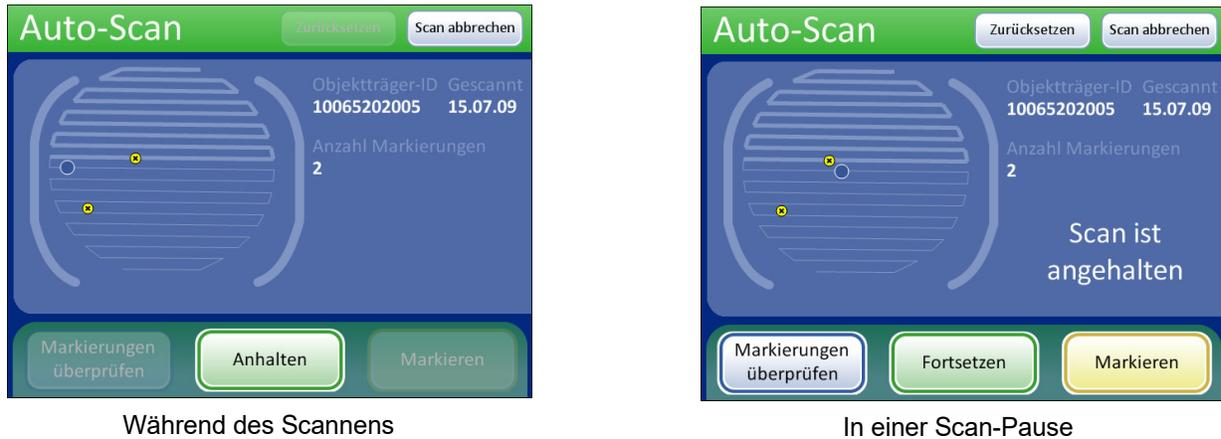 Auto-Scan
Zurücksetzen
Scan abbrechen
Objektträger-ID Gescannt
10065202005 15.07.09
Anzahl Markierungen
2
Markierungen
überprüfen
Anhalten
Markieren
Während des Scannens
Auto-Scan
Zurücksetzen
Scan abbrechen
Objektträger-ID Gescannt
10065202005 15.07.09
Anzahl Markierungen
2
Scan ist
angehalten
Markierungen
überprüfen
Fortsetzen
Markieren
In einer Scan-Pause